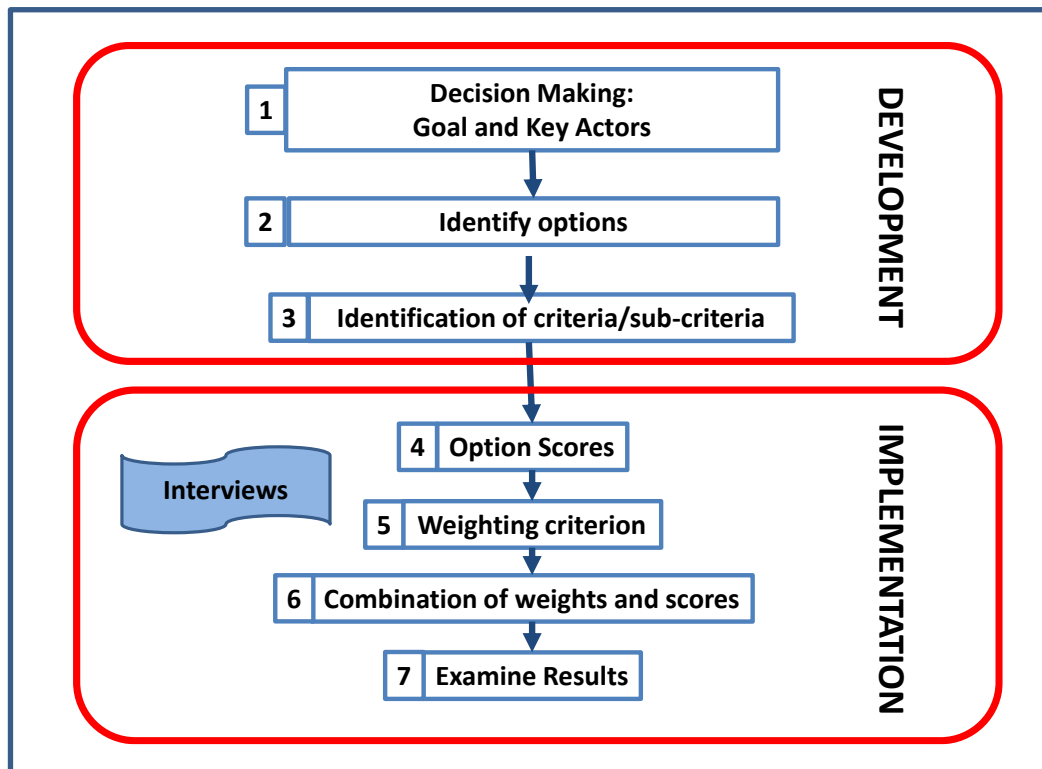 1
Decision Making:
Goal and Key Actors
2
Identify options
3
Identification of criteria/sub-criteria
DEVELOPMENT
4
Option Scores
Interviews
5
Weighting criterion
6
Combination of weights and scores
7
Examine Results
IMPLEMENTATION